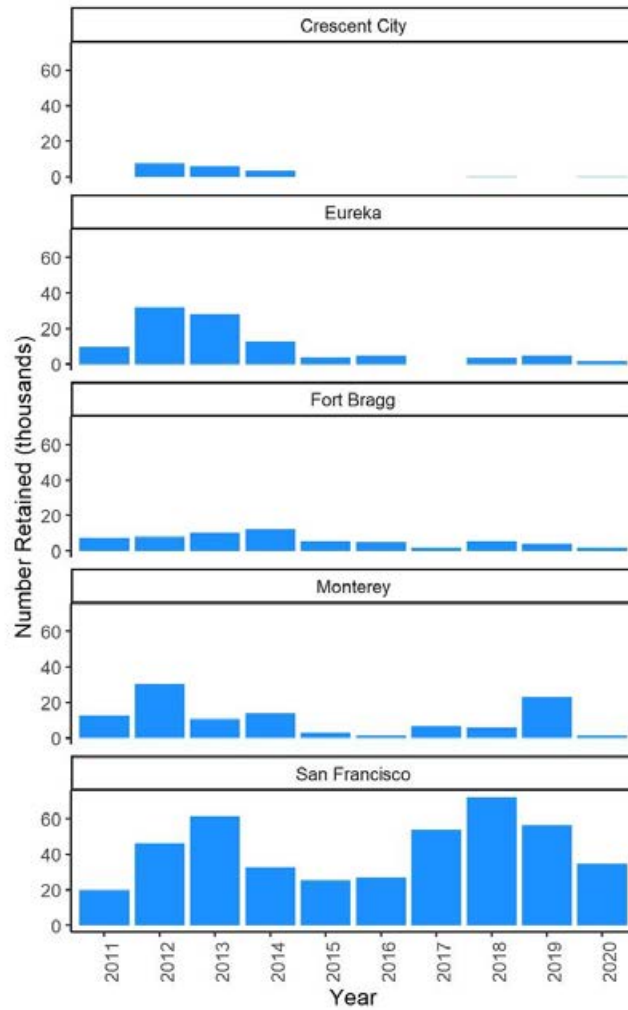 Crescent City
60
40
20
0
Eureka
60
40
20
0
Fort Bragg
60
40
20
0
Monterey
60
40
20
0
San Francisco
60
40
20
0
Number Retained (thousands)
2011 2012 2013 2014 2015 2016 2017 2018 2019 2020
Year